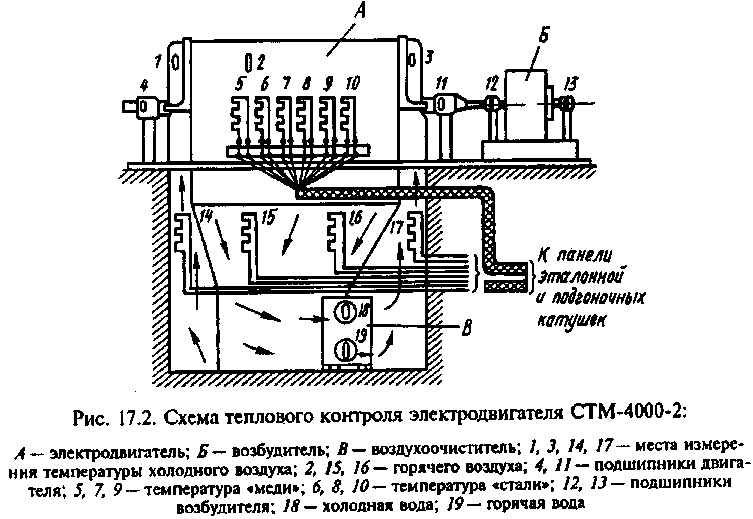 А
Б
1
2
3
4
5 6 7 8 9 10
11
12
13
14
15
16
17
К панели
эталонной
и подгоночных
катушек
18
19
В
Рис. 17.2. Схема теплового контроля электродвигателя СТМ-4000-2:
А — электродвигатель; Б — возбудитель; В — воздухоочиститель; 1, 3, 14, 17 — места измере-
ния температуры холодного воздуха; 2, 15, 16 — горячего воздуха; 4, 11 — подшипники двига-
теля; 5, 7, 9 — температура «меди»; 6, 8, 10 — температура «стали»; 12, 13 — подшипники
возбудителя; 18 — холодная вода; 19 — горячая вода